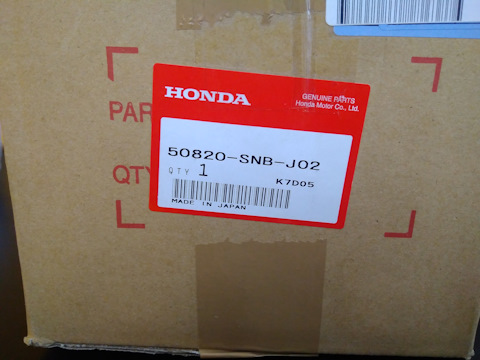 HONDA
GENUINE PARTS
Honda Motor Co., Ltd.
PAR
50820-SNB-J02
QTY
QTY 1
K7D05
MADE IN JAPAN